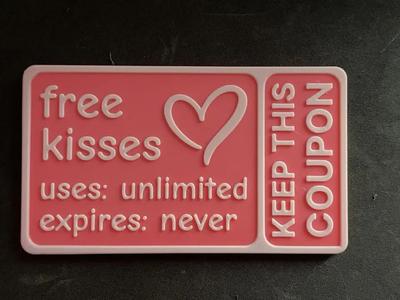 free
kisses
uses: unlimited
expires: never
KEEP THIS
COUPON